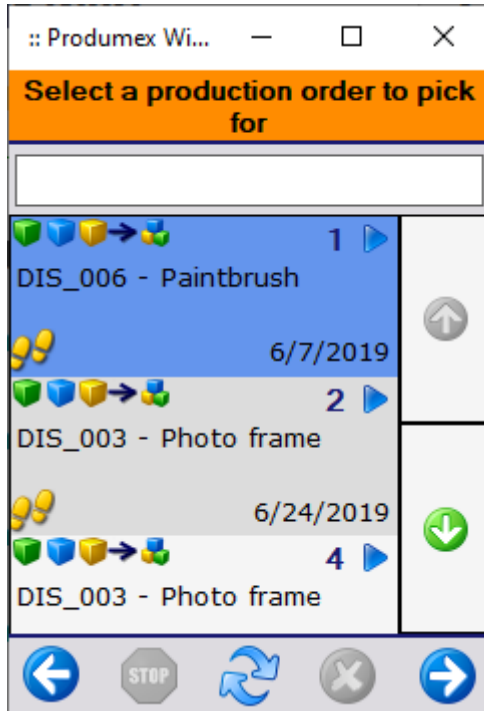 :: Produmex Wi...
Select a production order to pick
for
1
DIS_006 - Paintbrush
6/7/2019
2
DIS_003 - Photo frame
6/24/2019
4
DIS_003 - Photo frame
STOP